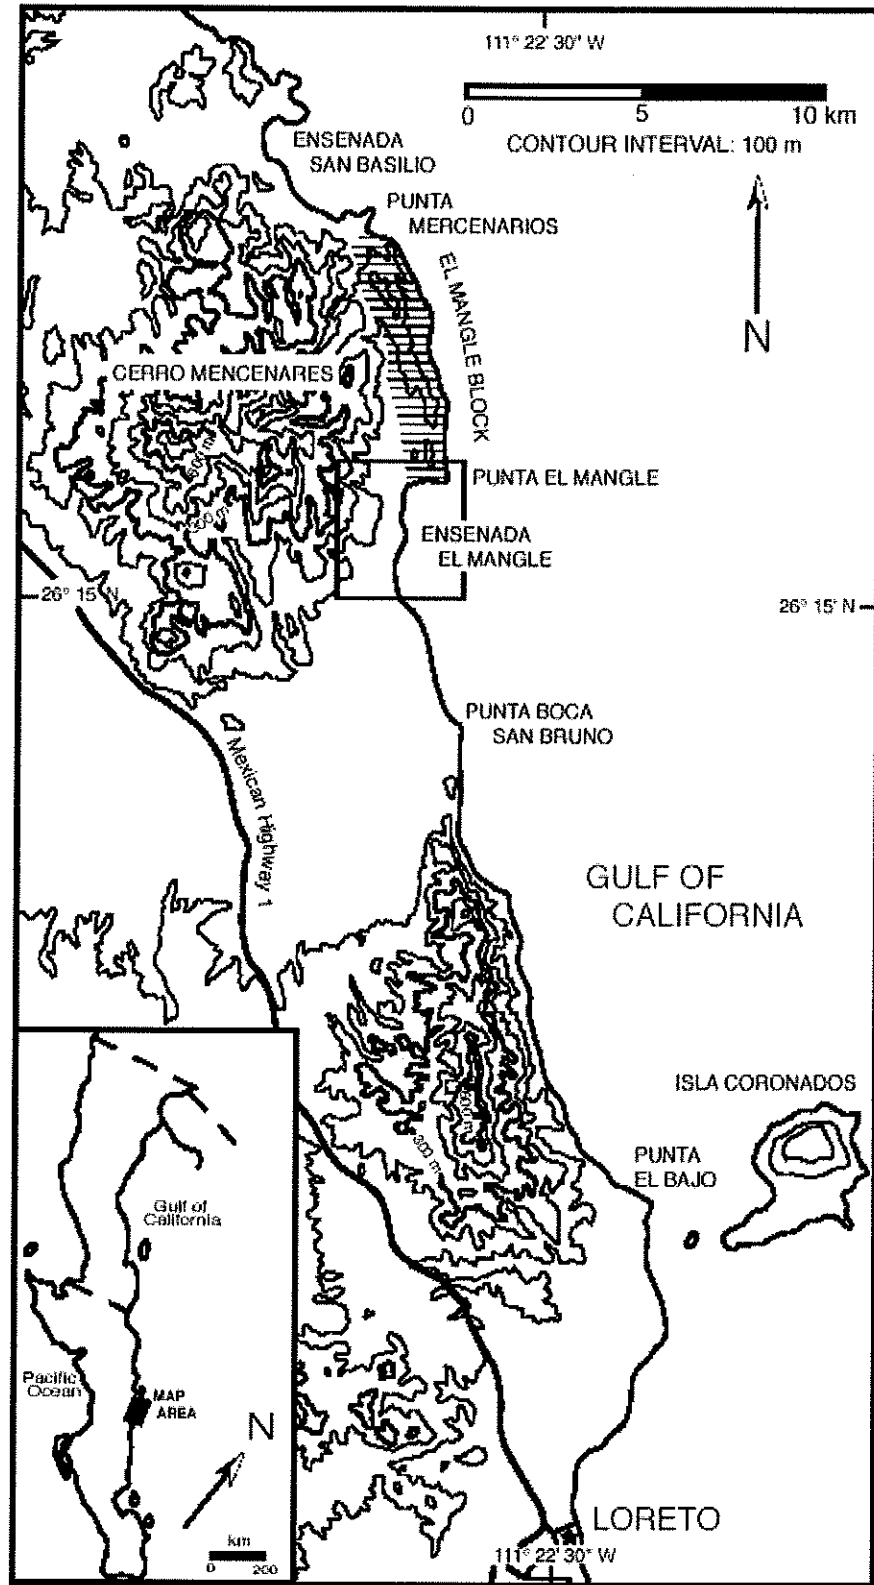 111° 22' 30" W
0 5 10 km
CONTOUR INTERVAL: 100 m
ENSENADA
SAN BASILIO
PUNTA
MERCENARIOS
N
EL MANGLE BLOCK
CERRO MENCENARES
PUNTA EL MANGLE
ENSENADA
EL MANGLE
26° 15' N
26° 15' N
PUNTA BOCA
SAN BRUNO
Mexican Highway 1
GULF OF
CALIFORNIA
ISLA CORONADOS
300 m
PUNTA
EL BAJO
Gulf of
California
Pacific
Ocean
MAP
AREA
N
km
0 200
LORETO
111° 22' 30" W